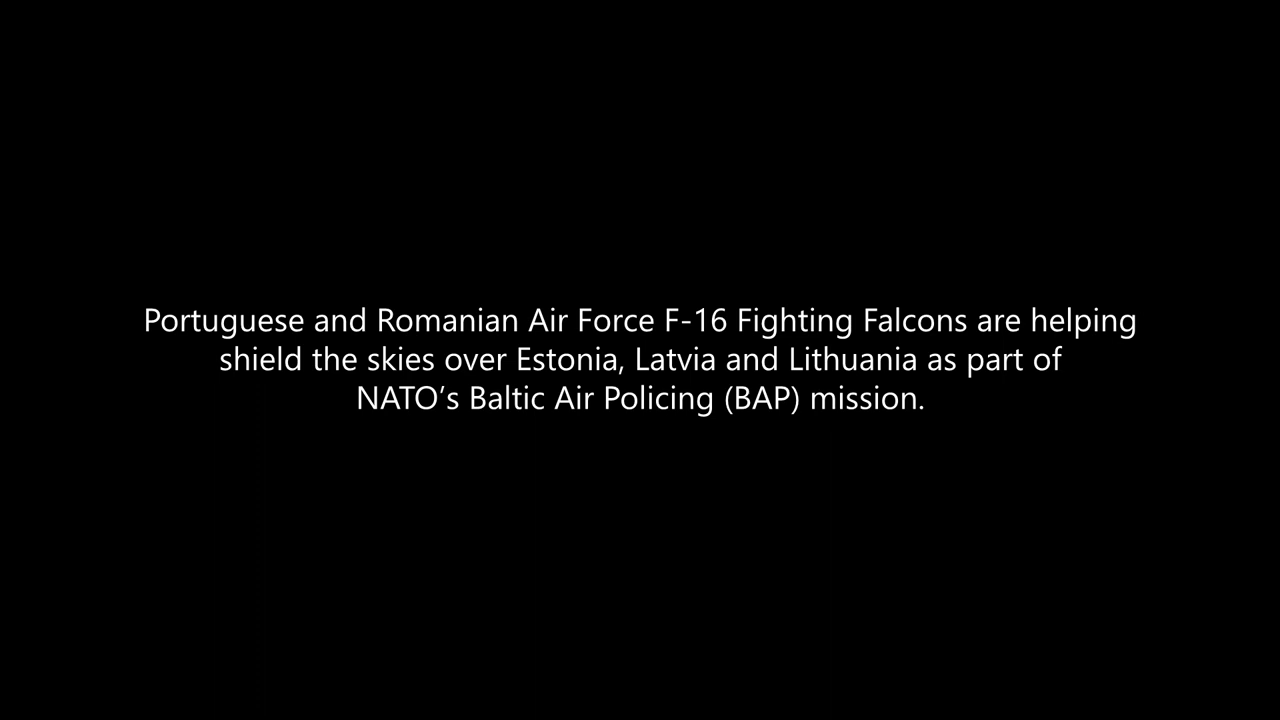 Portuguese and Romanian Air Force F-16 Fighting Falcons are helping
shield the skies over Estonia, Latvia and Lithuania as part of
NATO’s Baltic Air Policing (BAP) mission.